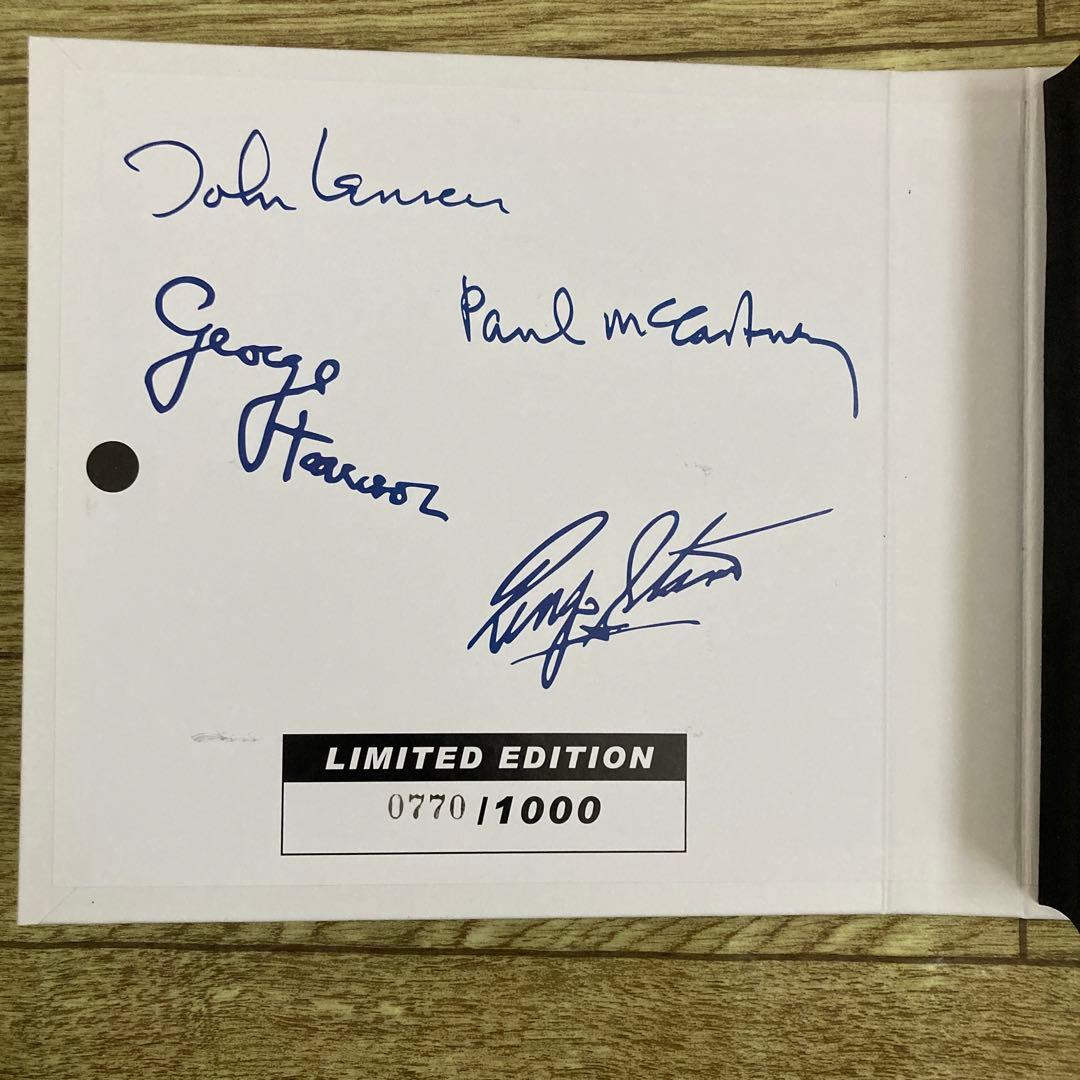 John Lennon
George
Harrison
Paul McCartney
Ringo Starr
LIMITED EDITION
0770 /1000